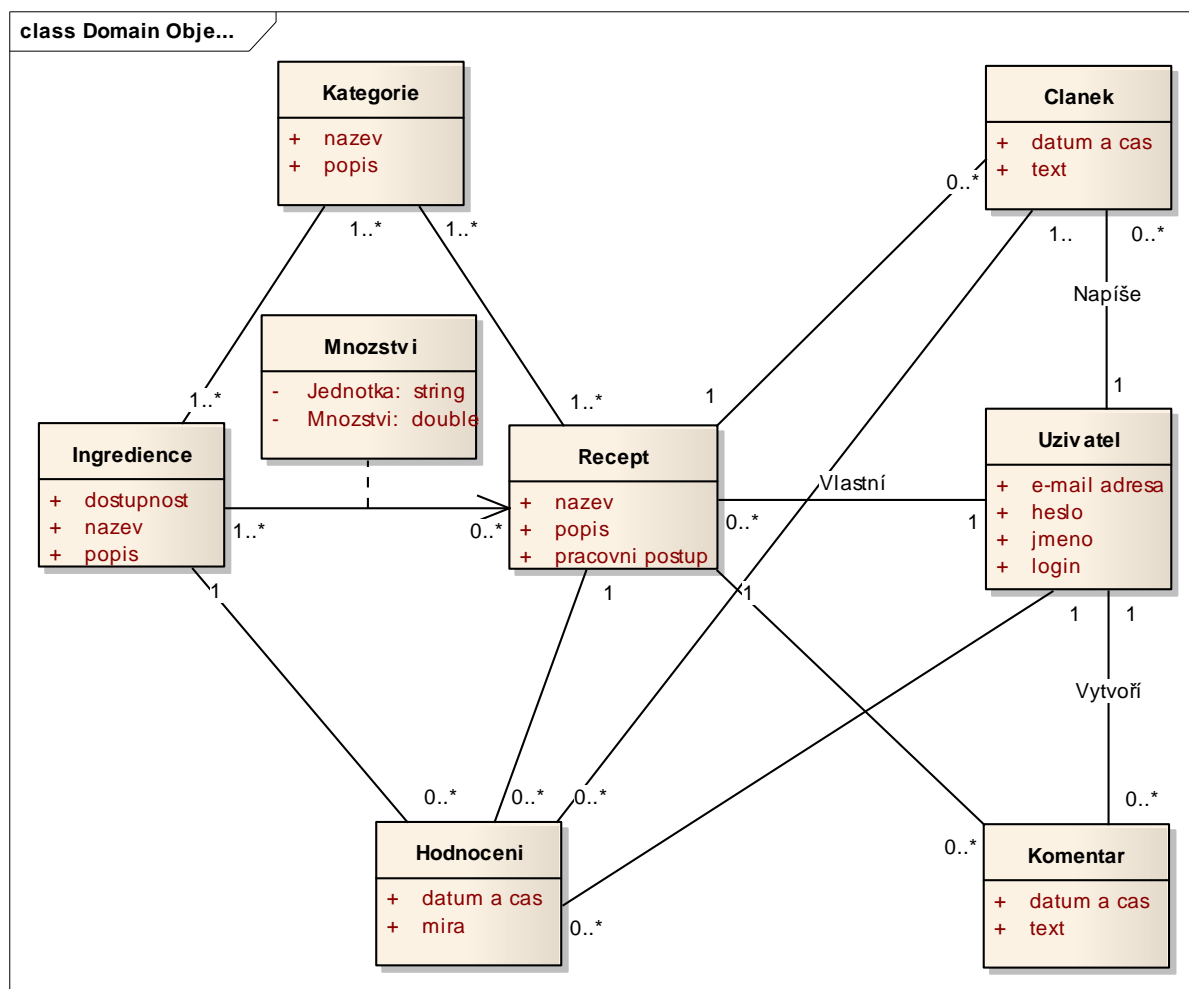 class Domain Obje...
Kategorie
+ nazev
+ popis
Clanek
+ datum a cas
+ text
0..*
1..*
1..*
1..
0..*
Napíše
Mnozstvi
- Jednotka: string
- Mnozstvi: double
1..*
1..*
1
1
Ingredience
+ dostupnost
+ nazev
+ popis
Recept
+ nazev
+ popis
+ pracovni postup
Uzivatel
+ e-mail adresa
+ heslo
+ jmeno
+ login
Vlastní
1..*
0..*
0..*
1
1
1
1
1
1
Vytvoří
0..*
0..*
0..*
0..*
0..*
0..*
Hodnoceni
+ datum a cas
+ mira
Komentar
+ datum a cas
+ text